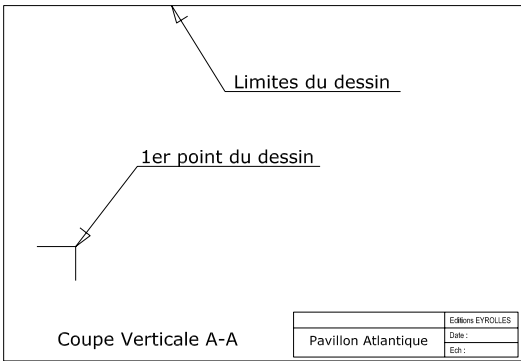 Limites du dessin
1er point du dessin
Coupe Verticale A-A
Pavillon Atlantique
Editions EYROLLES
Date :
Ech :